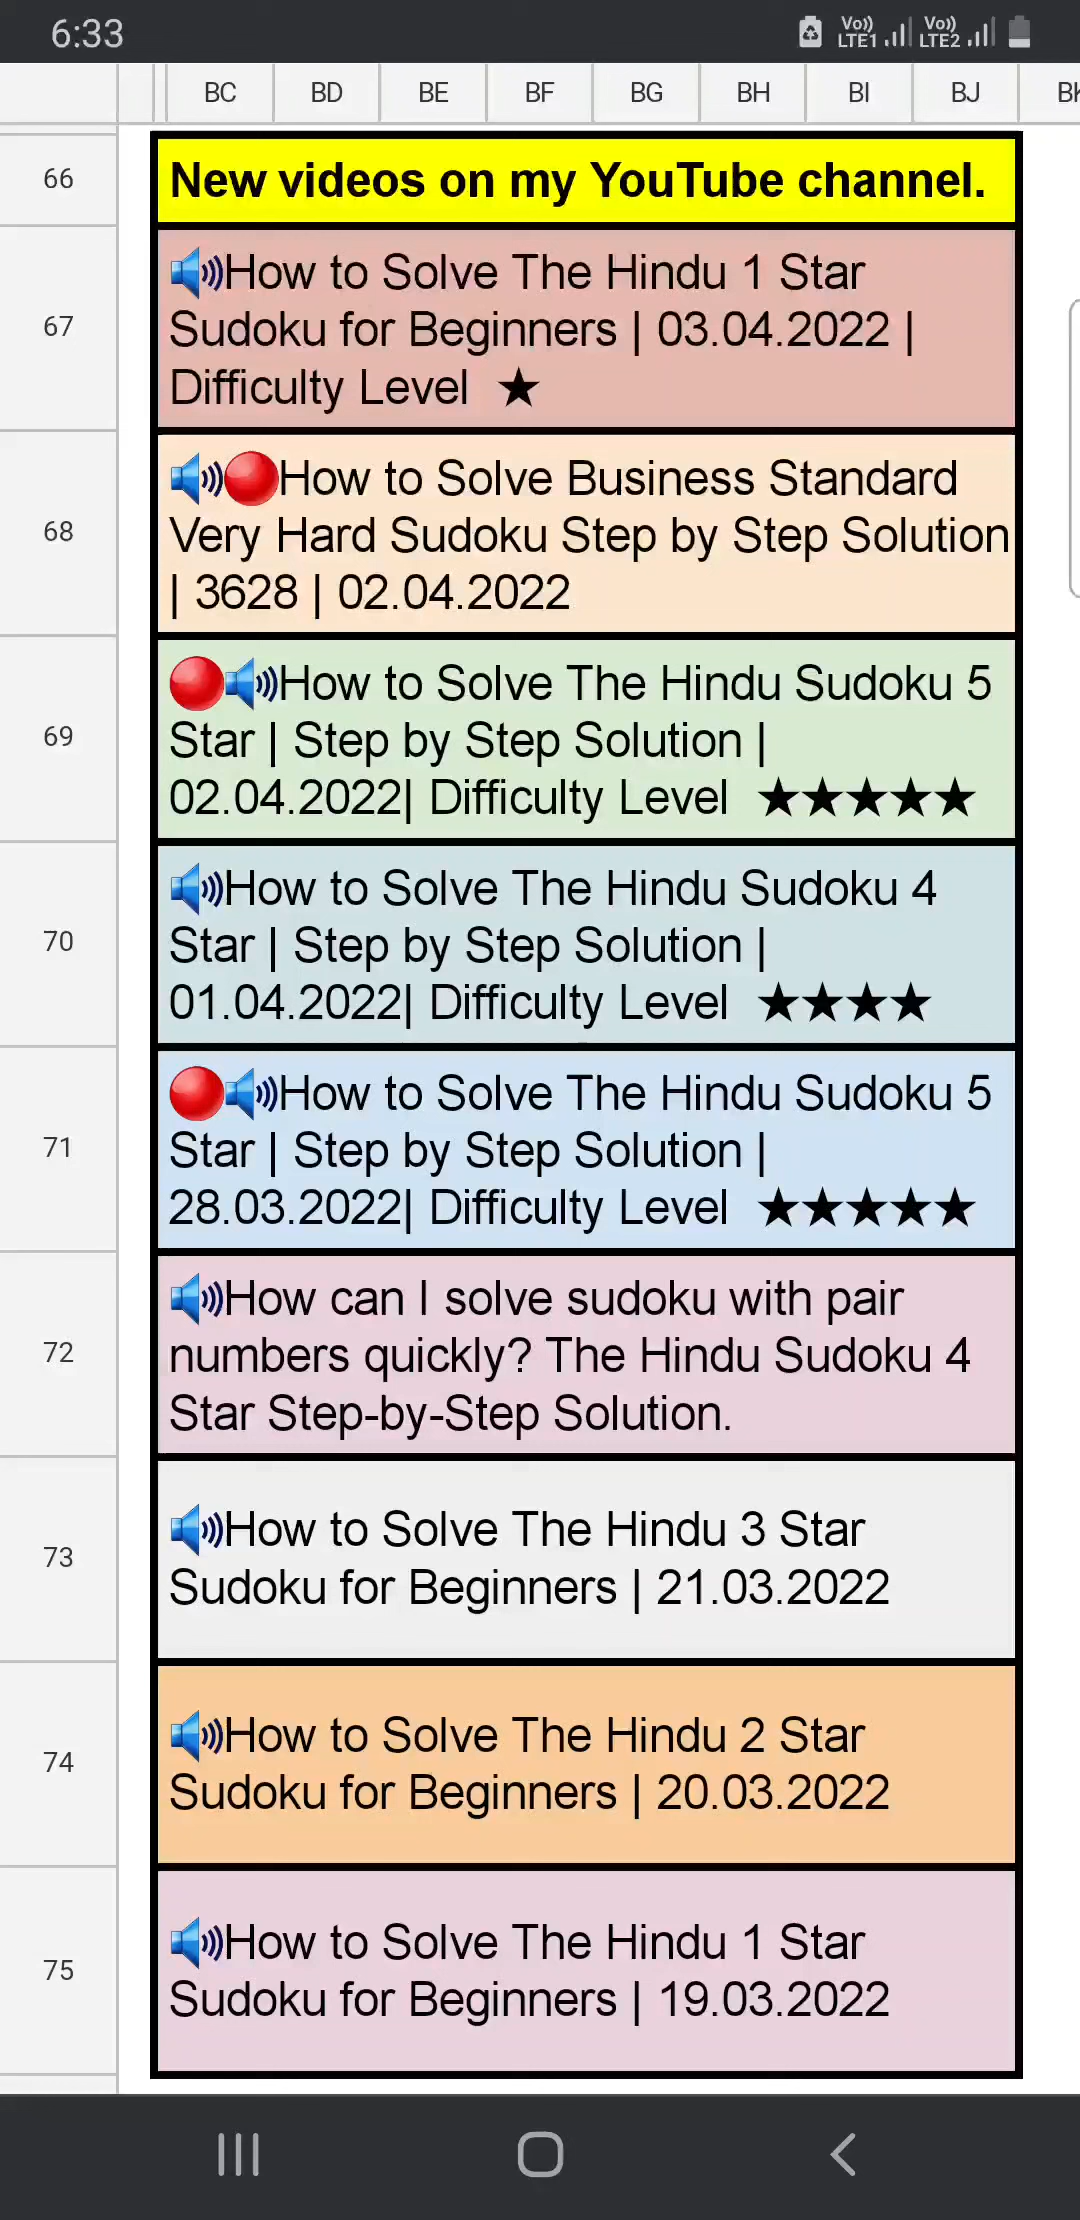 6:33
Vo)) LTE1 Vo)) LTE2
BC BD BE BF BG BH BI BJ
66
New videos on my YouTube channel.
67
🔊How to Solve The Hindu 1 Star
Sudoku for Beginners | 03.04.2022 |
Difficulty Level ★
68
🔊🔴How to Solve Business Standard
Very Hard Sudoku Step by Step Solution
| 3628 | 02.04.2022
69
🔴🔊How to Solve The Hindu Sudoku 5
Star | Step by Step Solution |
02.04.2022| Difficulty Level ★★★★★
70
🔊How to Solve The Hindu Sudoku 4
Star | Step by Step Solution |
01.04.2022| Difficulty Level ★★★★
71
🔴🔊How to Solve The Hindu Sudoku 5
Star | Step by Step Solution |
28.03.2022| Difficulty Level ★★★★★
72
🔊How can I solve sudoku with pair
numbers quickly? The Hindu Sudoku 4
Star Step-by-Step Solution.
73
🔊How to Solve The Hindu 3 Star
Sudoku for Beginners | 21.03.2022
74
🔊How to Solve The Hindu 2 Star
Sudoku for Beginners | 20.03.2022
75
🔊How to Solve The Hindu 1 Star
Sudoku for Beginners | 19.03.2022